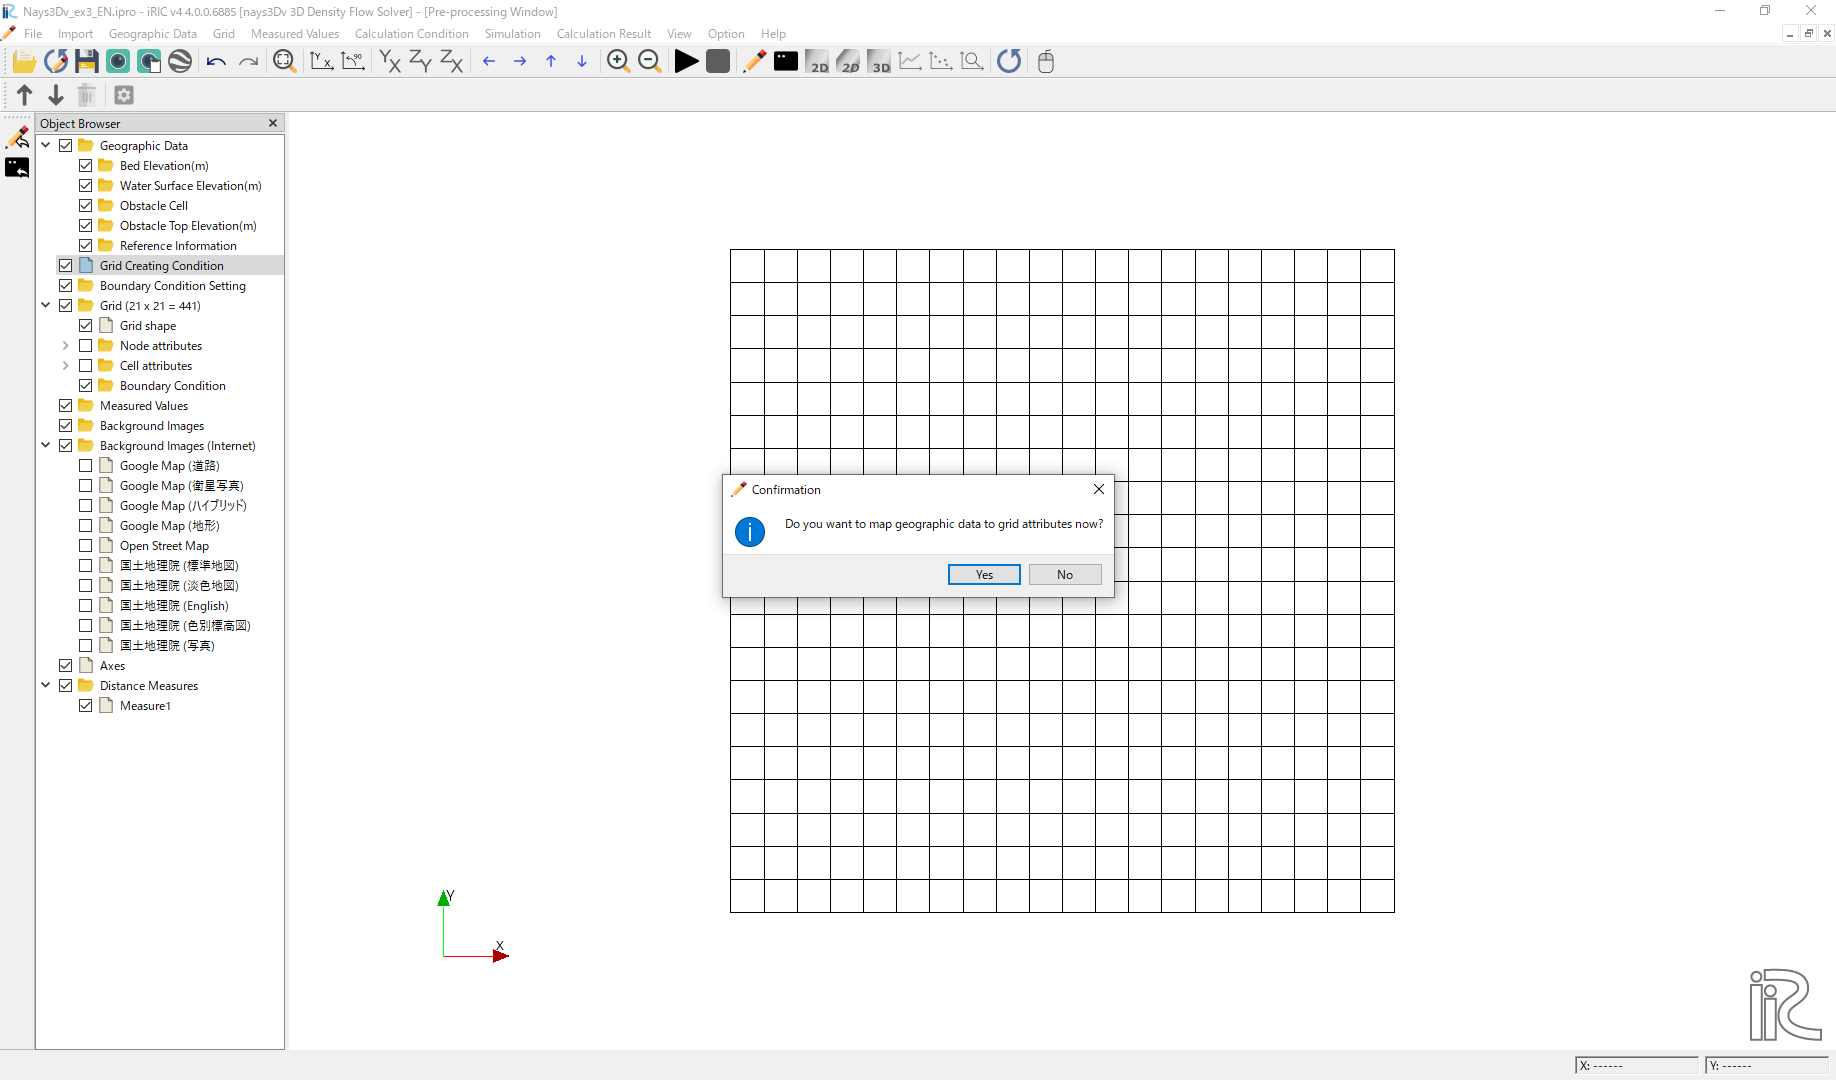 Nays3Dv_ex3_EN.ipro - iRIC v4 4.0.0.6885 [nays3Dv 3D Density Flow Solver] - [Pre-processing Window]
File Import Geographic Data Grid Measured Values Calculation Condition Simulation Calculation Result View Option Help
Y X 90 YX ZY ZX 2D 2D 3D
Object Browser
Geographic Data
Bed Elevation(m)
Water Surface Elevation(m)
Obstacle Cell
Obstacle Top Elevation(m)
Reference Information
Grid Creating Condition
Boundary Condition Setting
Grid (21 x 21 = 441)
Grid shape
Node attributes
Cell attributes
Boundary Condition
Measured Values
Background Images
Background Images (Internet)
Google Map (道路)
Google Map (衛星写真)
Google Map (ハイブリッド)
Google Map (地形)
Open Street Map
国土地理院 (標準地図)
国土地理院 (淡色地図)
国土地理院 (English)
国土地理院 (色別標高図)
国土地理院 (写真)
Axes
Distance Measures
Measure1
Confirmation
Do you want to map geographic data to grid attributes now?
Yes No
Y
X
iRIC
X: ------ Y: ------